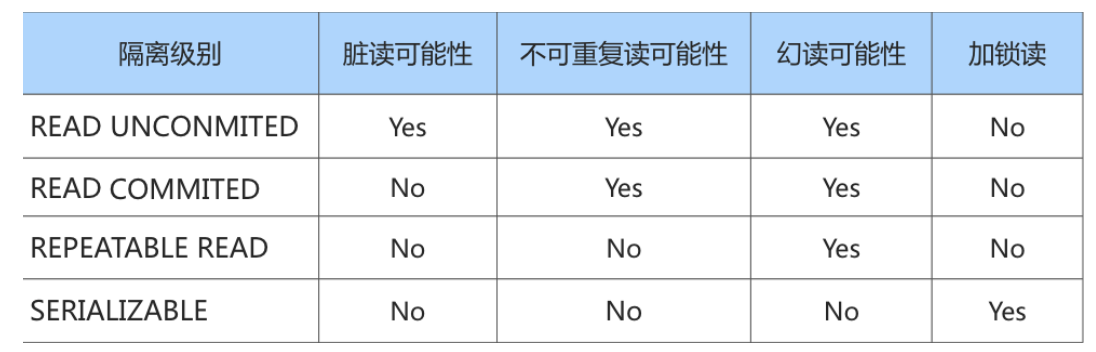 隔离级别 脏读可能性 不可重复读可能性 幻读可能性 加锁读
READ UNCONMITED Yes Yes Yes No
READ COMMITED No Yes Yes No
REPEATABLE READ No No Yes No
SERIALIZABLE No No No Yes